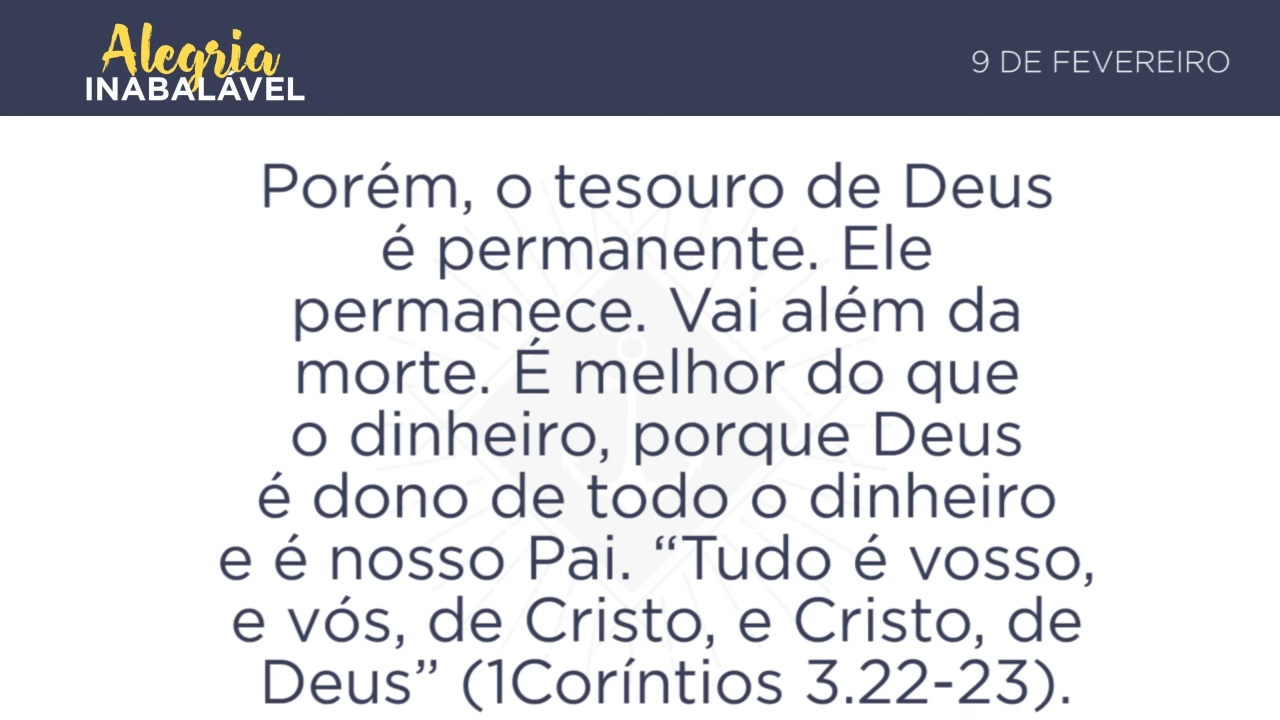 Alegria
INABALÁVEL
9 DE FEVEREIRO
Porém, o tesouro de Deus
é permanente. Ele
permanece. Vai além da
morte. É melhor do que
o dinheiro, porque Deus
é dono de todo o dinheiro
e é nosso Pai. “Tudo é vosso,
e vós, de Cristo, e Cristo, de
Deus” (1Coríntios 3.22-23).